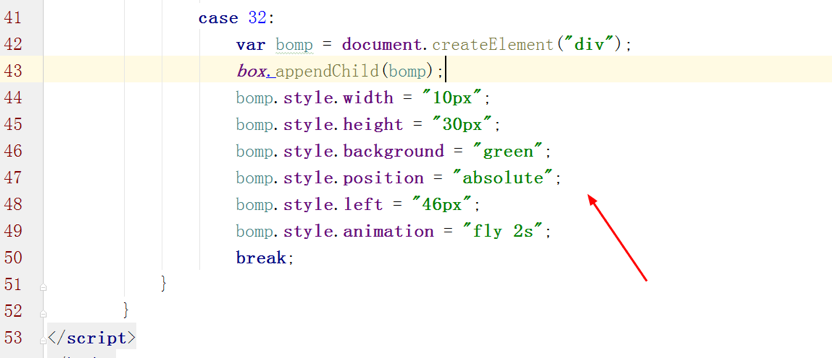 41 case 32:
42 var bomp = document.createElement("div");
43 box.appendChild(bomp);
44 bomp.style.width = "10px";
45 bomp.style.height = "30px";
46 bomp.style.background = "green";
47 bomp.style.position = "absolute";
48 bomp.style.left = "46px";
49 bomp.style.animation = "fly 2s";
50 break;
51 }
52 }
53 </script>